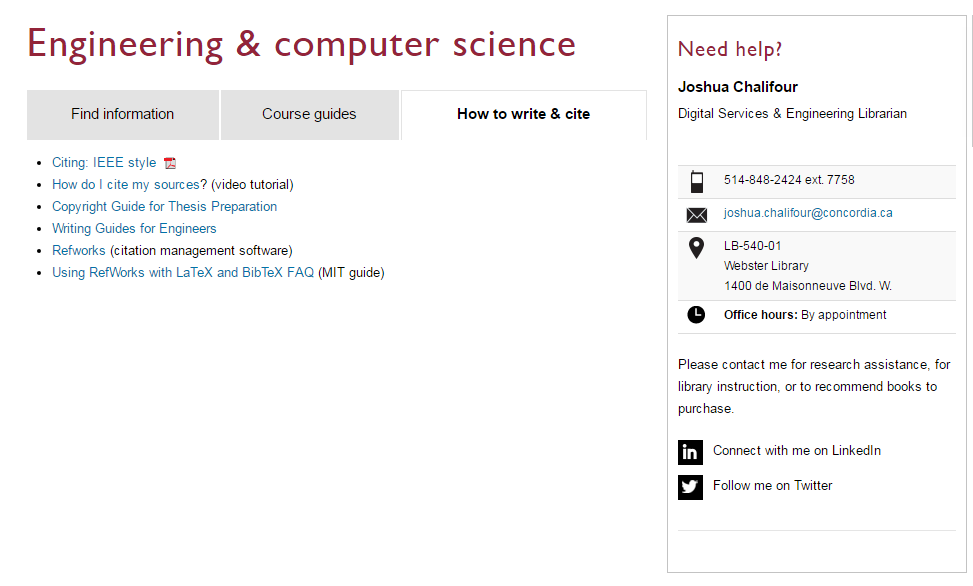 Engineering & computer science
Find information
Course guides
How to write & cite
Citing: IEEE style
How do I cite my sources? (video tutorial)
Copyright Guide for Thesis Preparation
Writing Guides for Engineers
Refworks (citation management software)
Using RefWorks with LaTeX and BibTeX FAQ (MIT guide)
Need help?
Joshua Chalifour
Digital Services & Engineering Librarian
514-848-2424 ext. 7758
joshua.chalifour@concordia.ca
LB-540-01
Webster Library
1400 de Maisonneuve Blvd. W.
Office hours: By appointment
Please contact me for research assistance, for
library instruction, or to recommend books to
purchase.
in Connect with me on LinkedIn
Follow me on Twitter